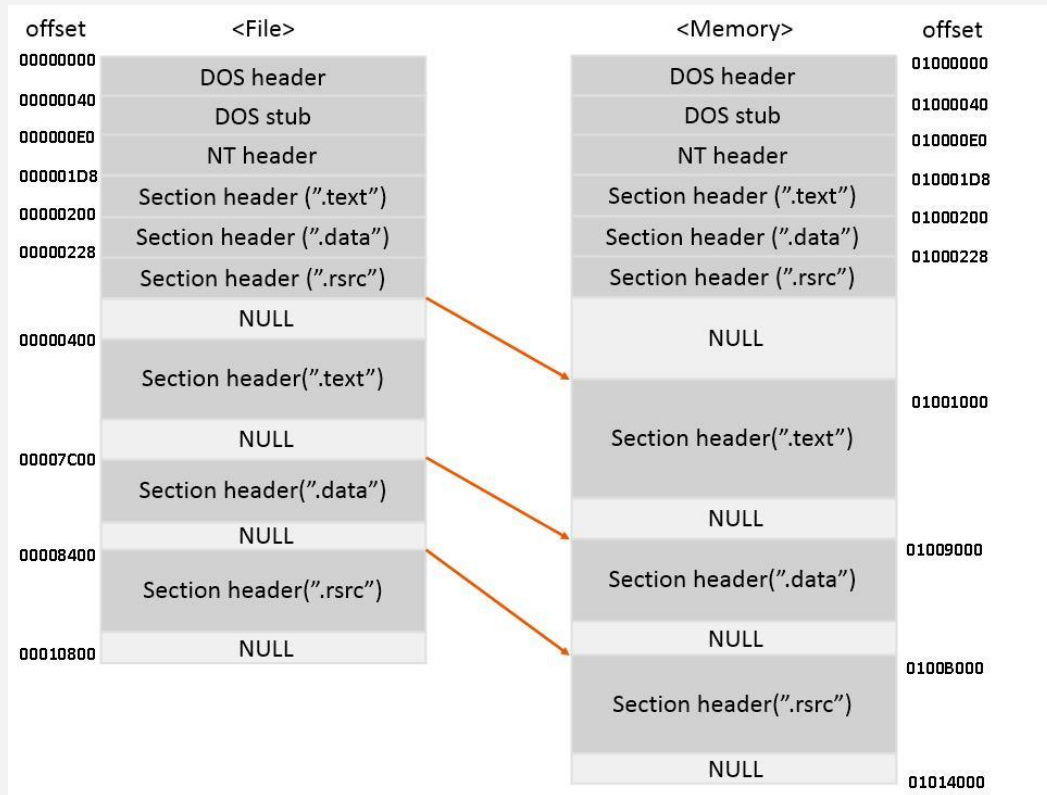 offset
<File>
00000000
DOS header
00000040
DOS stub
000000E0
NT header
000001D8
Section header (”.text”)
00000200
Section header (”.data”)
00000228
Section header (”.rsrc”)
NULL
00000400
Section header(”.text”)
NULL
00007C00
Section header(”.data”)
NULL
00008400
Section header(”.rsrc”)
NULL
00010800
<Memory>
offset
DOS header
01000000
DOS stub
01000040
NT header
010000E0
Section header (”.text”)
010001D8
Section header (”.data”)
01000200
Section header (”.rsrc”)
01000228
NULL
01001000
Section header(”.text”)
NULL
01009000
Section header(”.data”)
NULL
0100B000
Section header(”.rsrc”)
NULL
01014000